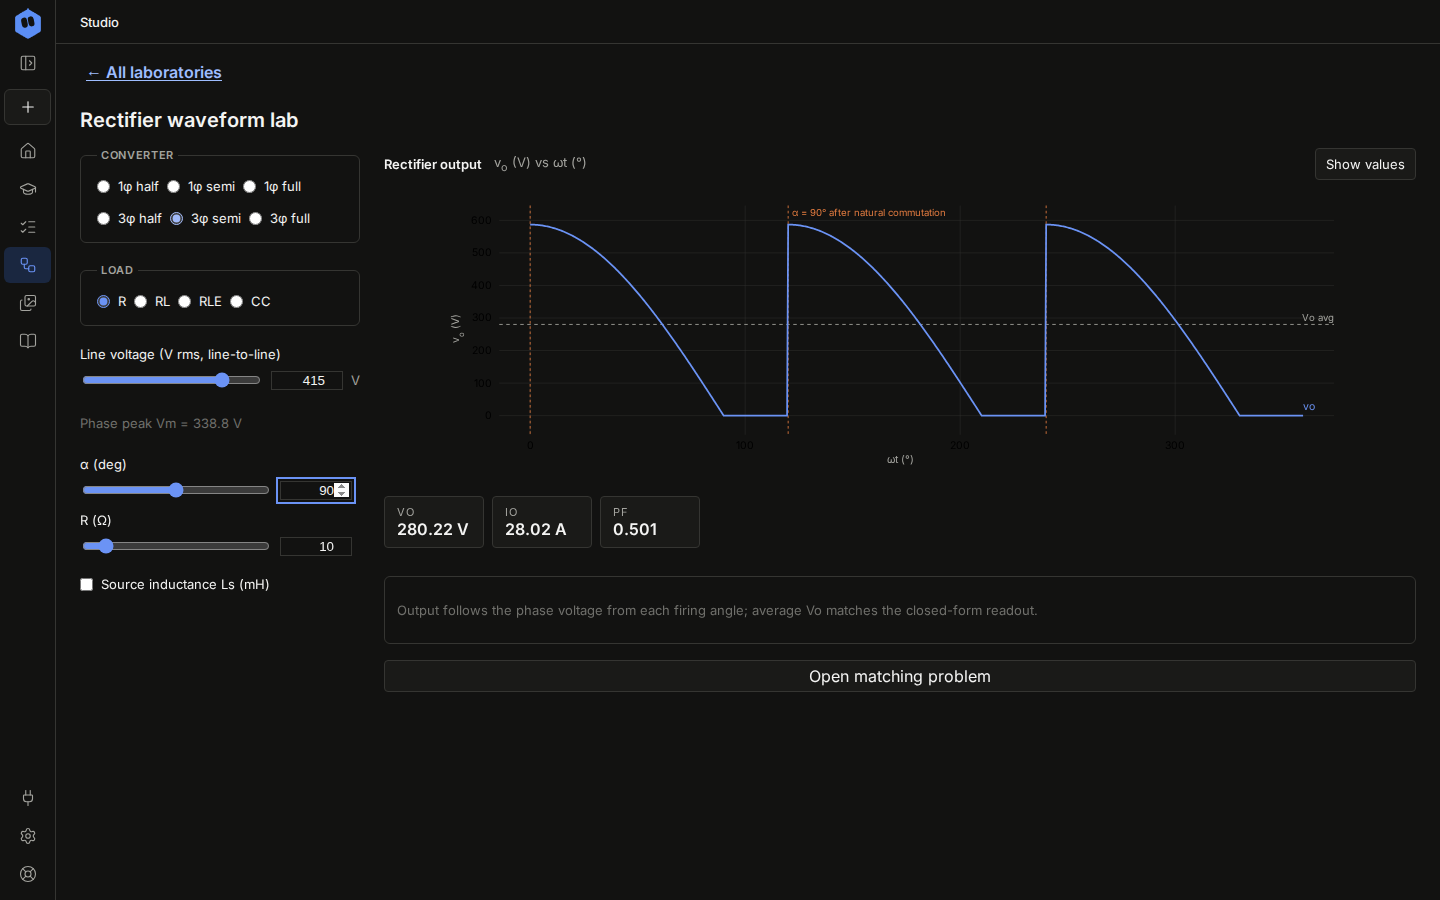 Studio
← All laboratories
Rectifier waveform lab
CONVERTER
1φ half 1φ semi 1φ full
3φ half 3φ semi 3φ full
LOAD
R RL RLE CC
Line voltage (V rms, line-to-line)
415 V
Phase peak Vm = 338.8 V
α (deg)
90
R (Ω)
10
Source inductance Ls (mH)
Rectifier output vo (V) vs ωt (°)
Show values
α = 90° after natural commutation
600
500
400
300
200
100
0
vo (V)
Vo avg
vo
0 100 200 300
ωt (°)
VO
280.22 V
IO
28.02 A
PF
0.501
Output follows the phase voltage from each firing angle; average Vo matches the closed-form readout.
Open matching problem